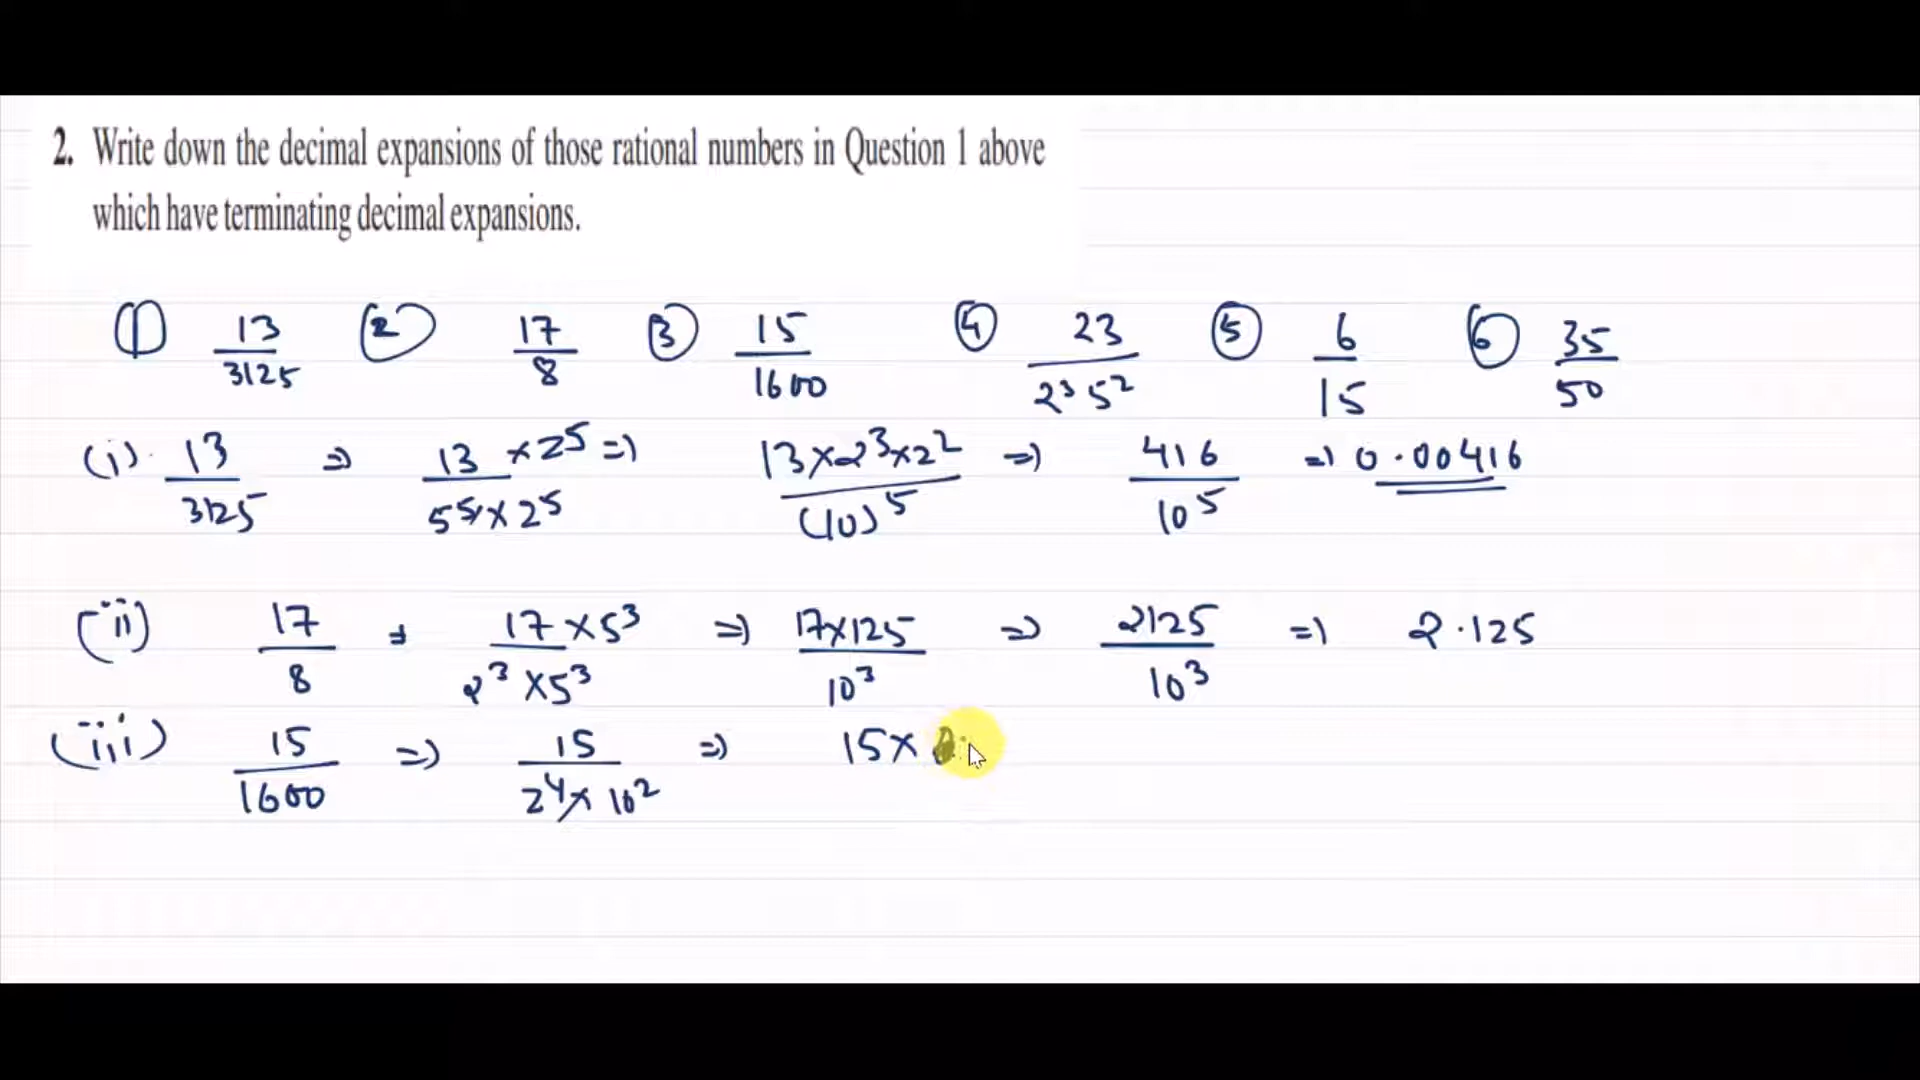 2. Write down the decimal expansions of those rational numbers in Question 1 above
which have terminating decimal expansions.
① 13/3125 ② 17/8 ③ 15/1600 ④ 23/2³5² ⑤ 6/15 ⑥ 35/50
(i). 13/3125 ⇒ 13×2⁵/5⁵×2⁵ ⇒ 13×2³×2²/(10)⁵ ⇒ 416/10⁵ ⇒ 0.00416
(ii) 17/8 17×5³/2³×5³ ⇒ 17×125/10³ ⇒ 2125/10³ ⇒ 2.125
(iii) 15/1600 ⇒ 15/2⁴×10² ⇒ 15×